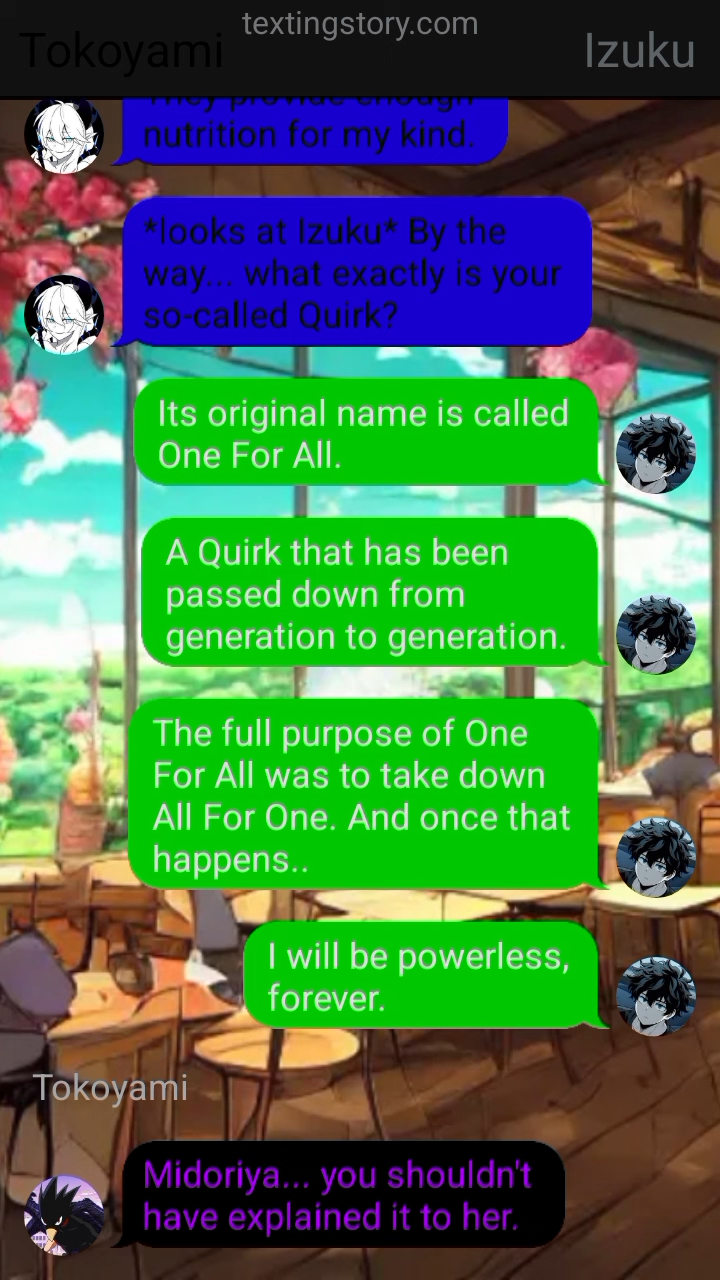 textingstory.com
Tokoyami
Izuku
They provide enough
nutrition for my kind.
*looks at Izuku* By the
way... what exactly is your
so-called Quirk?
Its original name is called
One For All.
A Quirk that has been
passed down from
generation to generation.
The full purpose of One
For All was to take down
All For One. And once that
happens..
I will be powerless,
forever.
Tokoyami
Midoriya... you shouldn't
have explained it to her.